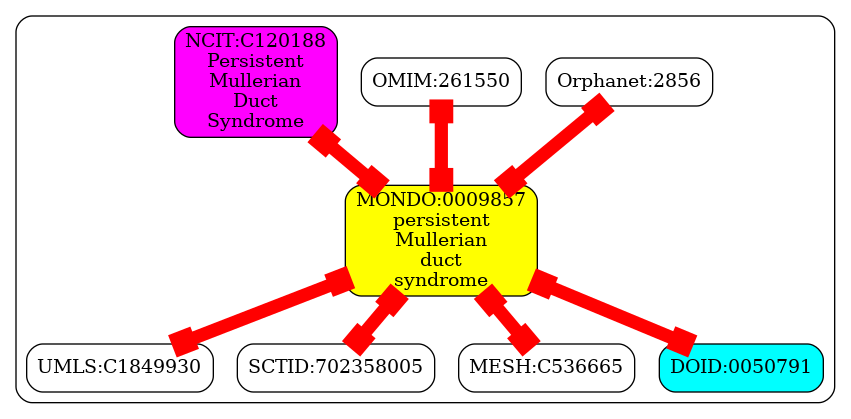 NCIT:C120188
Persistent
Mullerian
Duct
Syndrome
OMIM:261550
Orphanet:2856
MONDO:0009857
persistent
Mullerian
duct
syndrome
UMLS:C1849930
SCTID:702358005
MESH:C536665
DOID:0050791